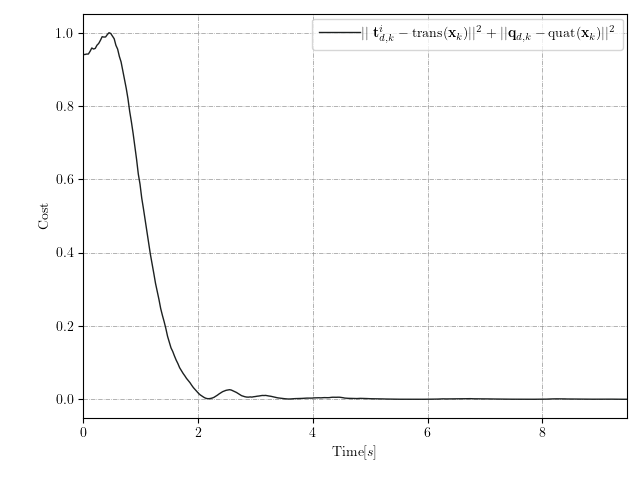 || t^i_{d,k} − trans(x_k)||² + ||q_{d,k} − quat(x_k)||²
1.0
0.8
0.6
0.4
0.2
0.0
Cost
0 2 4 6 8
Time[s]